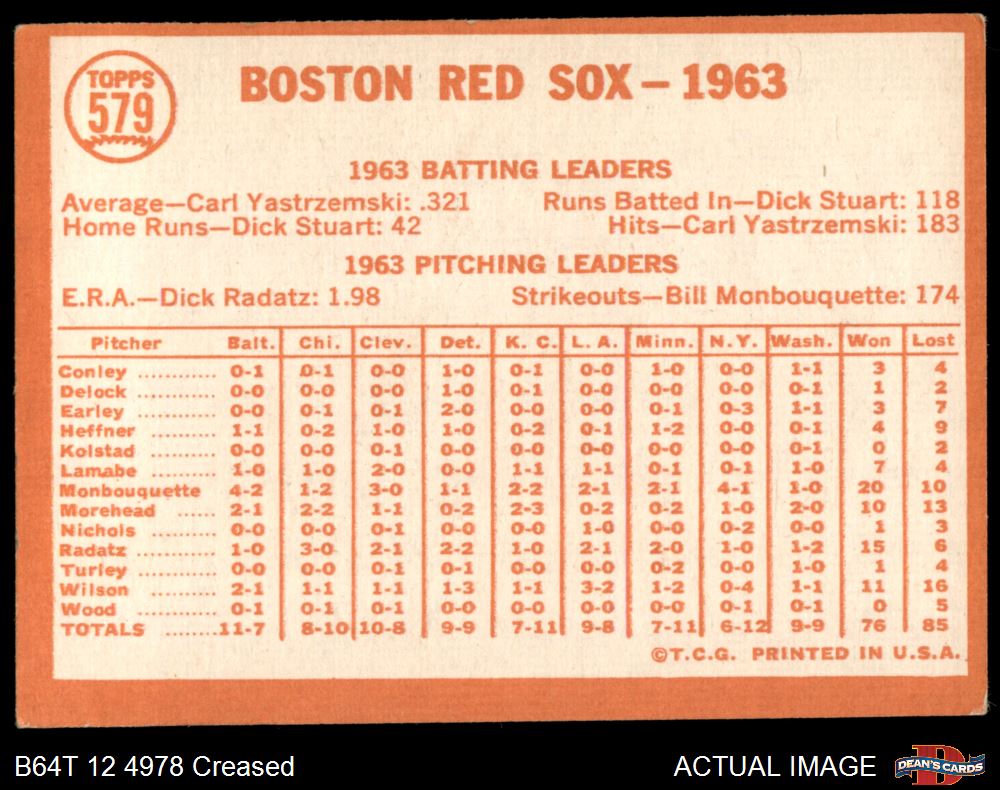 TOPPS
579
BOSTON RED SOX — 1963
1963 BATTING LEADERS
Average—Carl Yastrzemski: .321 Runs Batted In—Dick Stuart: 118
Home Runs—Dick Stuart: 42 Hits—Carl Yastrzemski: 183
1963 PITCHING LEADERS
E.R.A.—Dick Radatz: 1.98 Strikeouts—Bill Monbouquette: 174
Pitcher Balt. Chi. Clev. Det. K. C. L. A. Minn. N. Y. Wash. Won Lost
Conley .......... 0-1 0-1 0-0 1-0 0-1 0-0 1-0 0-0 1-1 3 4
Delock .......... 0-0 0-0 0-0 1-0 0-0 0-0 0-0 0-0 0-1 1 2
Earley .......... 0-0 0-1 0-1 2-0 0-0 0-0 0-1 0-3 1-1 3 7
Heffner .......... 1-1 0-2 1-0 1-0 0-2 0-1 1-2 0-0 0-1 4 9
Kolstad .......... 0-0 0-0 0-1 0-0 0-0 0-0 0-0 0-0 0-1 0 2
Lamabe .......... 1-0 1-0 2-0 0-0 1-1 1-1 0-1 0-1 1-0 7 4
Monbouquette 4-2 1-2 3-0 1-1 2-2 2-1 2-1 4-1 1-0 20 10
Morehead ...... 2-1 2-2 1-1 0-2 2-3 0-2 0-2 1-0 2-0 10 13
Nichols .......... 0-0 0-0 0-1 0-0 0-0 1-0 0-0 0-2 0-0 1 3
Radatz .......... 1-0 3-0 2-1 2-2 1-0 2-1 2-0 1-0 1-2 15 6
Turley .......... 0-0 0-0 0-1 0-1 0-0 0-0 0-2 0-0 1-0 1 4
Wilson .......... 2-1 1-1 1-1 1-3 1-1 3-2 1-2 0-4 1-1 11 16
Wood .......... 0-1 0-1 0-1 0-0 0-0 0-0 0-0 0-1 0-1 0 5
TOTALS ........ 11-7 8-10 10-8 9-9 7-11 9-8 7-11 6-12 9-9 76 85
©T.C.G. PRINTED IN U.S.A.
B64T 12 4978 Creased ACTUAL IMAGE
DEAN'S CARDS